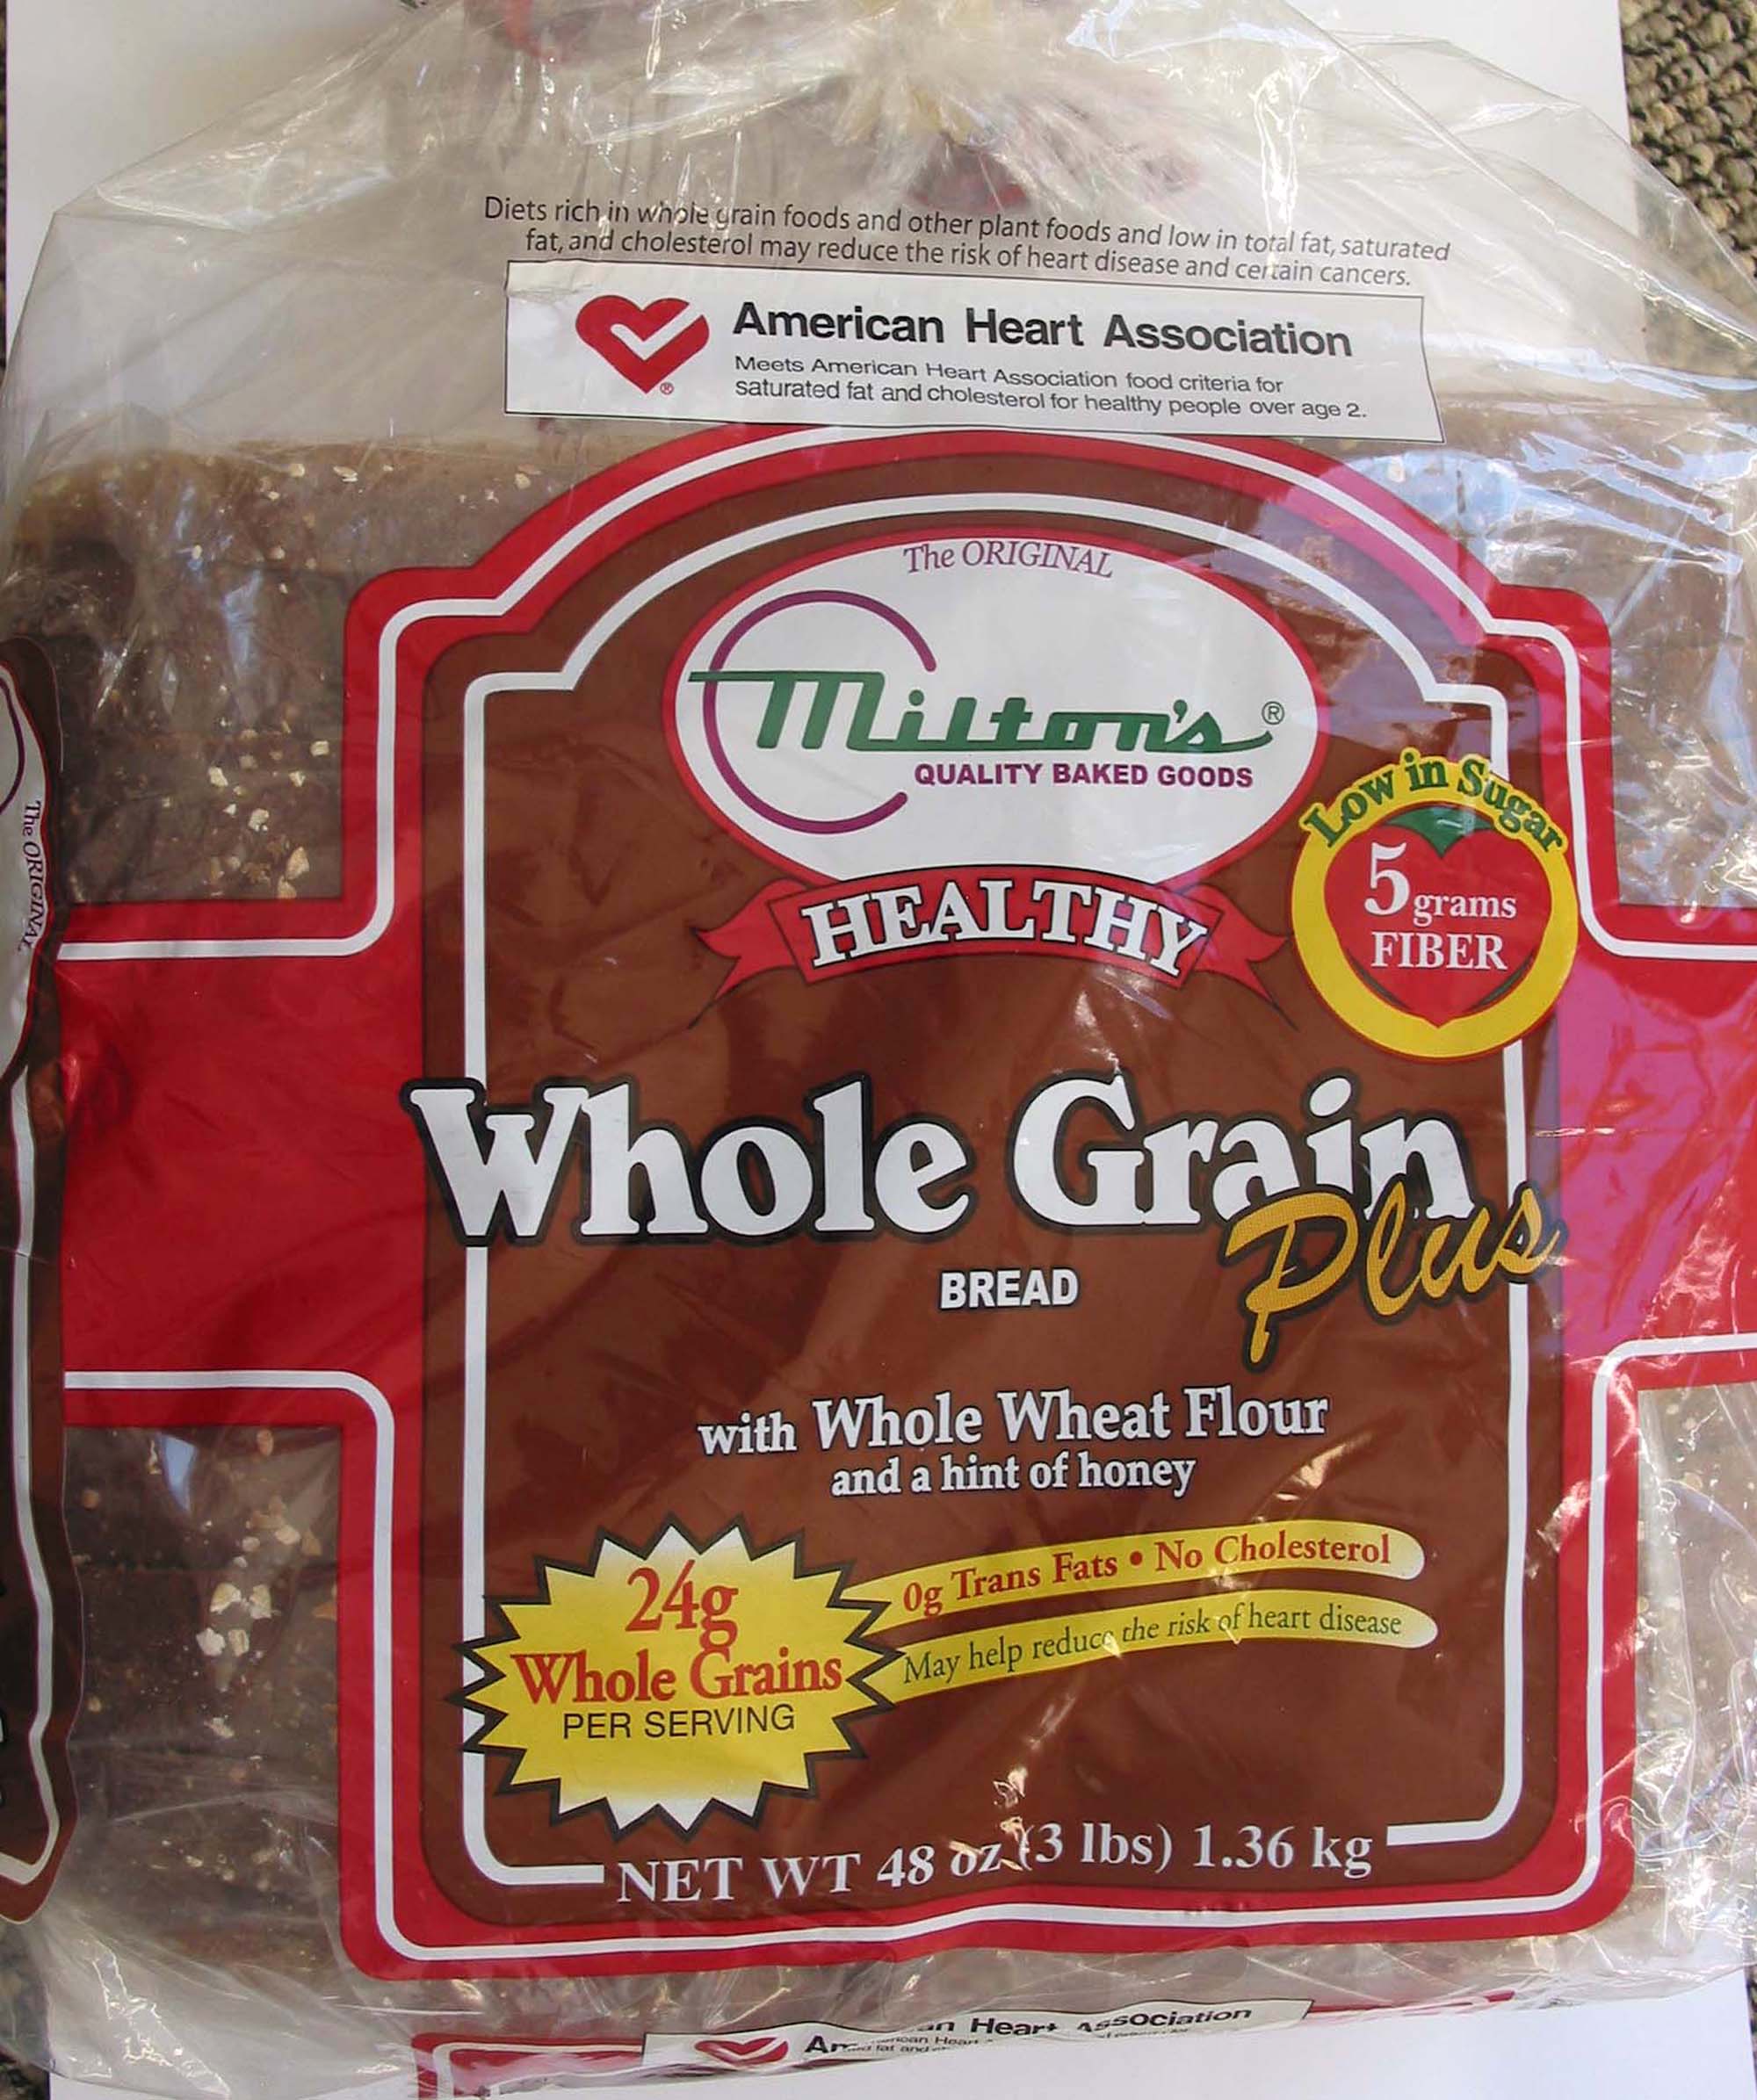 Diets rich in whole grain foods and other plant foods and low in total fat, saturated
fat, and cholesterol may reduce the risk of heart disease and certain cancers.
American Heart Association
Meets American Heart Association food criteria for
saturated fat and cholesterol for healthy people over age 2.
®
The ORIGINAL
Milton's ®
QUALITY BAKED GOODS
HEALTHY
Low in Sugar
5 grams
FIBER
Whole Grain
Plus
BREAD
with Whole Wheat Flour
and a hint of honey
24g
Whole Grains
PER SERVING
0g Trans Fats • No Cholesterol
May help reduce the risk of heart disease
NET WT 48 oz (3 lbs) 1.36 kg
The ORIGINAL
Heart Association